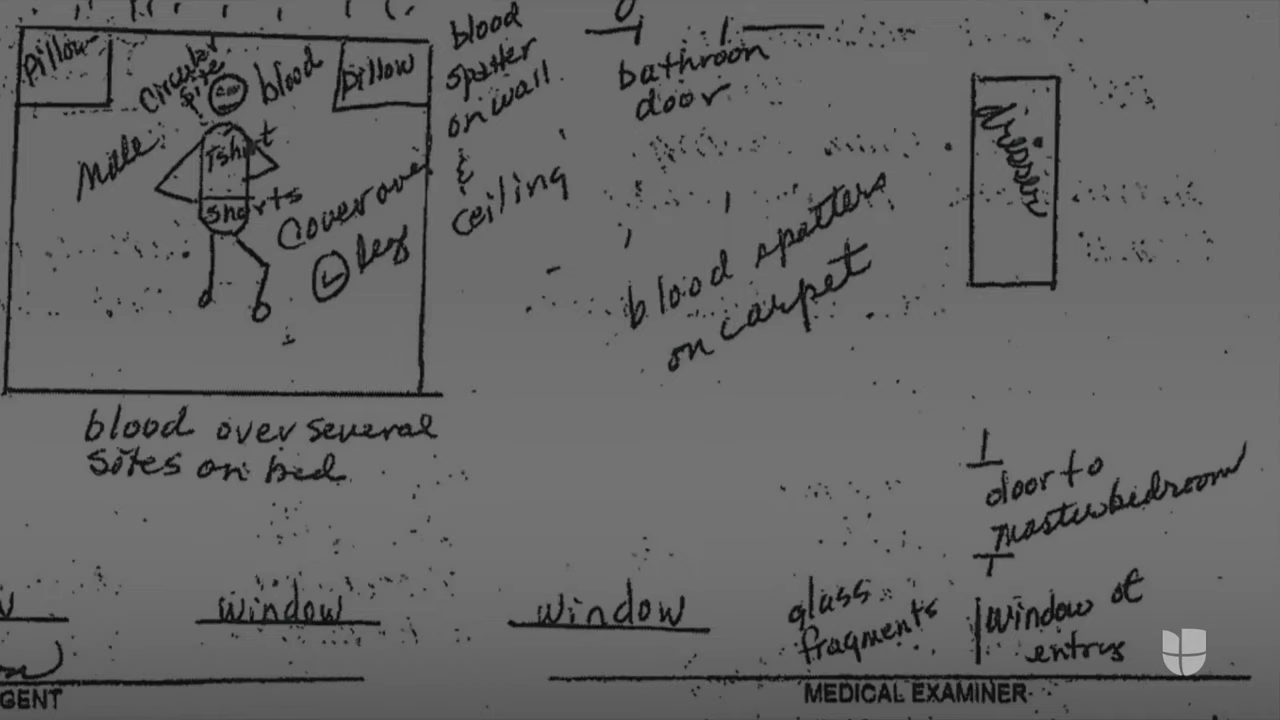 Pillow
Circular
site
blood
pillow
Male
Tshirt
shorts
Cover over
L leg
blood
spatter
on wall
&
ceiling
bathroom
door
blood spatters
on carpet
dresser
blood over several
sites on bed
door to
master bedroom
window
window
glass
fragments
window of
entry
GENT
MEDICAL EXAMINER